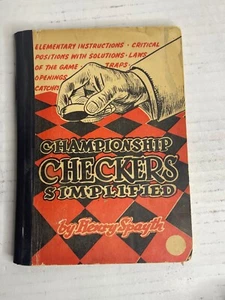 ELEMENTARY INSTRUCTIONS · CRITICAL
POSITIONS WITH SOLUTIONS · LAWS
OF THE GAME TRAPS
OPENINGS
CATCHES
CHAMPIONSHIP
CHECKERS
SIMPLIFIED
by Henry Spayth